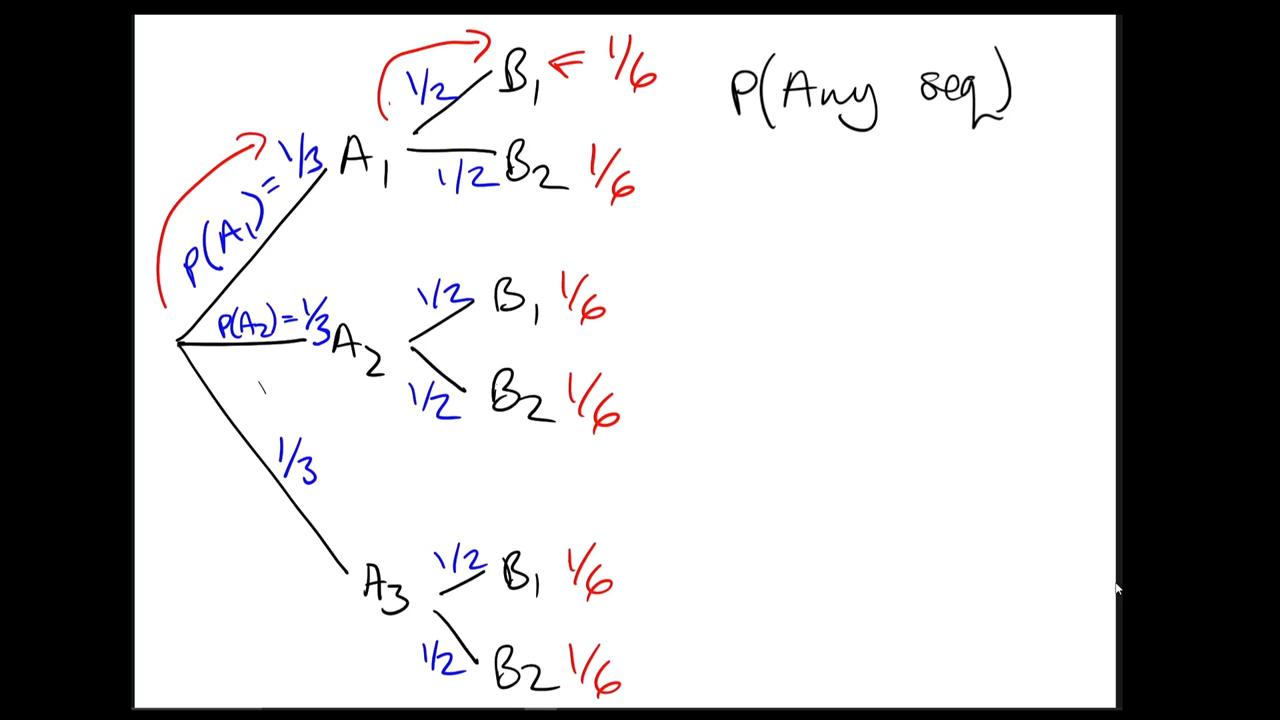 1/2 B1 ← 1/6
P(Any seq)
P(A1) = 1/3 A1
1/2 B2 1/6
1/2 B1 1/6
P(A2) = 1/3 A2
1/2 B2 1/6
1/3
1/2 B1 1/6
A3
1/2 B2 1/6